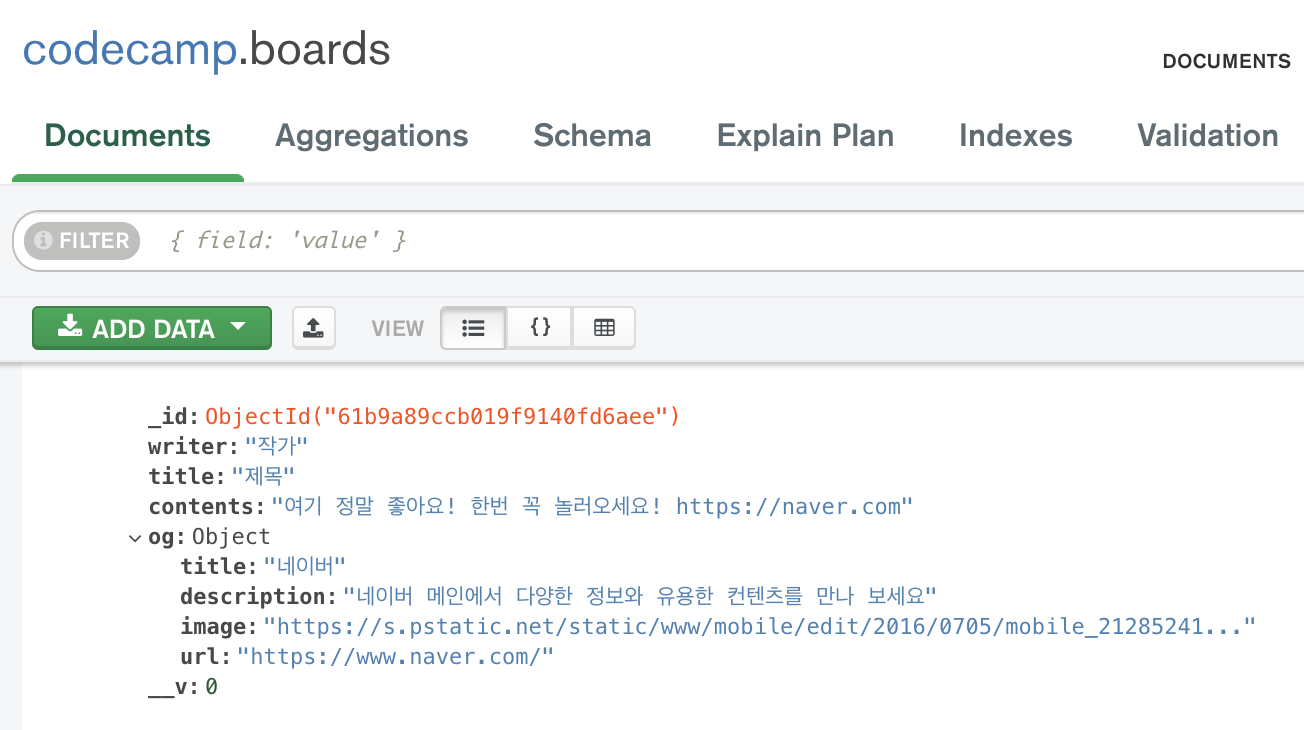 codecamp.boards
DOCUMENTS
Documents Aggregations Schema Explain Plan Indexes Validation
FILTER { field: 'value' }
ADD DATA VIEW {}
_id: ObjectId("61b9a89ccb019f9140fd6aee")
writer: "작가"
title: "제목"
contents: "여기 정말 좋아요! 한번 꼭 놀러오세요! https://naver.com"
og: Object
title: "네이버"
description: "네이버 메인에서 다양한 정보와 유용한 컨텐츠를 만나 보세요"
image: "https://s.pstatic.net/static/www/mobile/edit/2016/0705/mobile_21285241..."
url: "https://www.naver.com/"
__v: 0